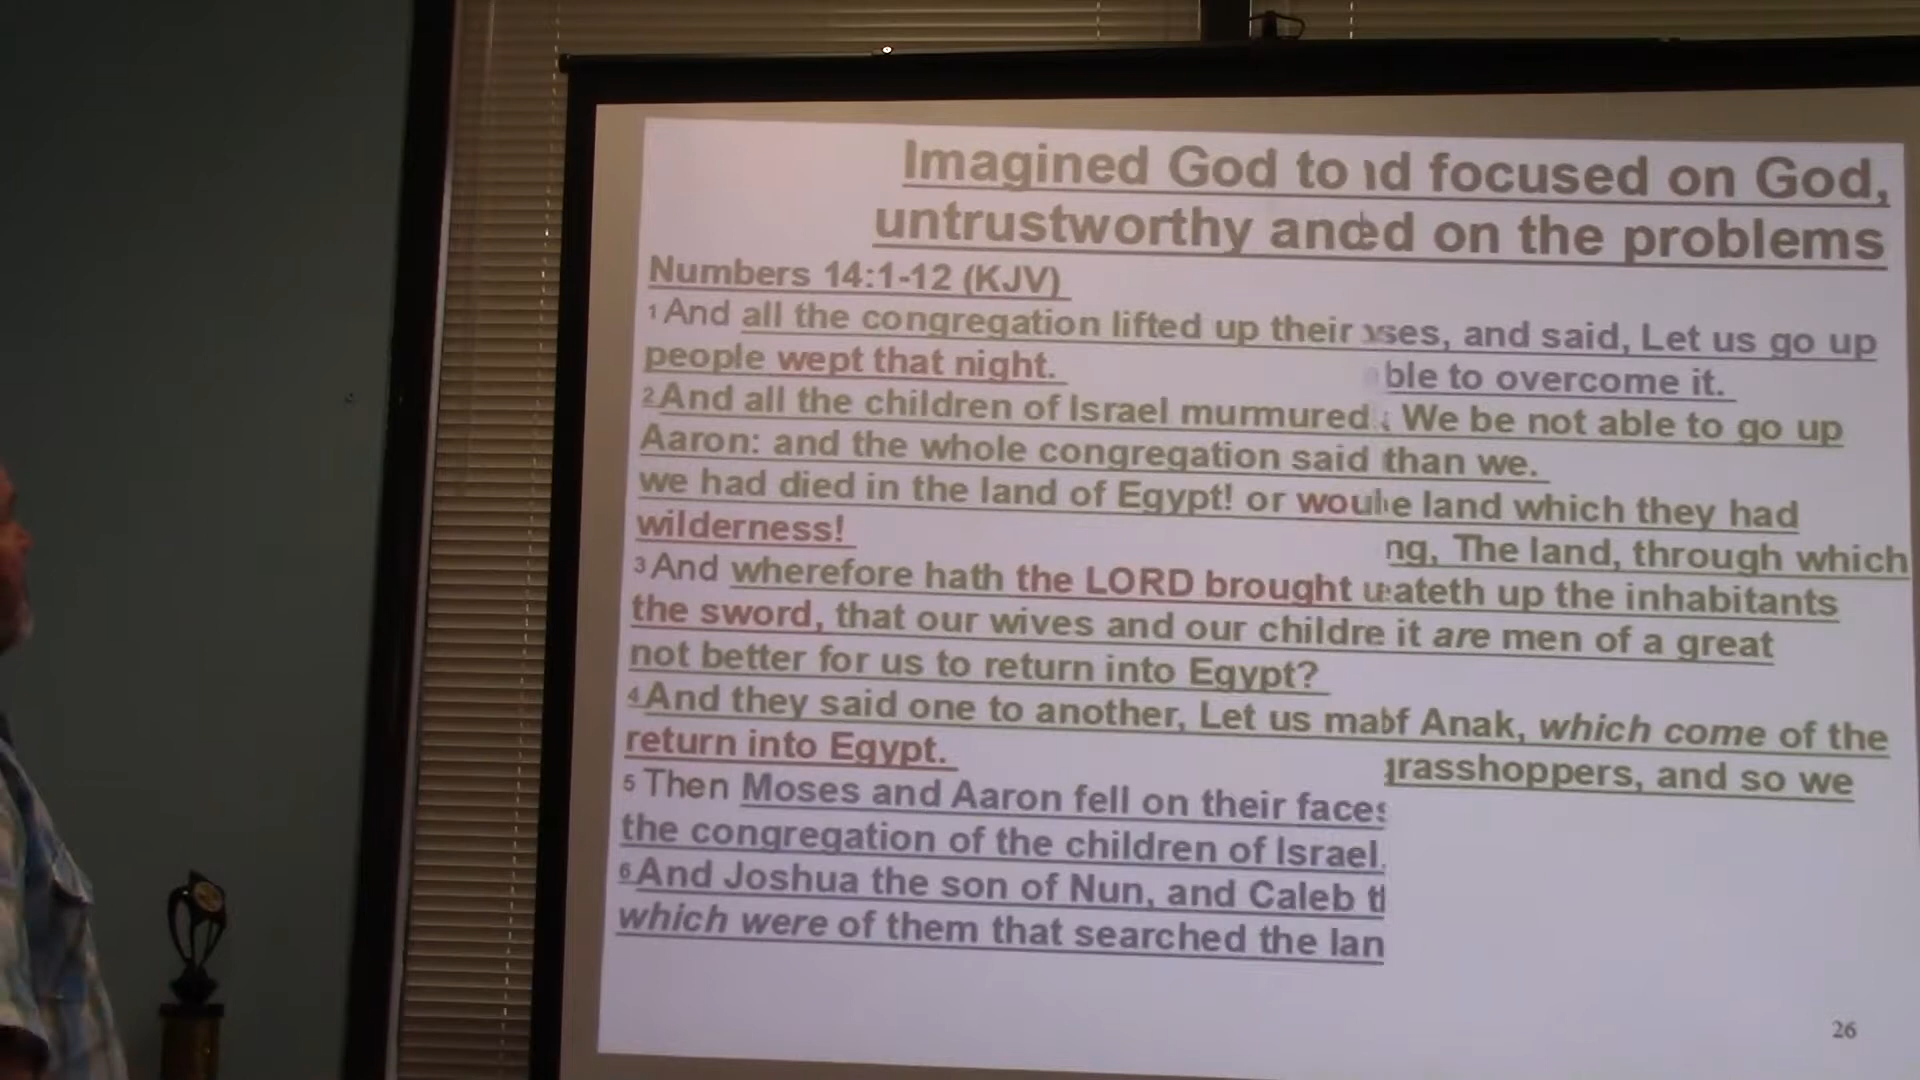 Imagined God to d focused on God,
untrustworthy anded on the problems
Numbers 14:1-12 (KJV)
1 And all the congregation lifted up their ses, and said, Let us go up
people wept that night.
ble to overcome it.
2 And all the children of Israel murmured : We be not able to go up
Aaron: and the whole congregation said than we.
we had died in the land of Egypt! or woulhe land which they had
wilderness!
ng, The land, through which
3 And wherefore hath the LORD brought ueateth up the inhabitants
the sword, that our wives and our childre it are men of a great
not better for us to return into Egypt?
4 And they said one to another, Let us maof Anak, which come of the
return into Egypt.
grasshoppers, and so we
5 Then Moses and Aaron fell on their faces
the congregation of the children of Israel.
6 And Joshua the son of Nun, and Caleb th
which were of them that searched the lan
26